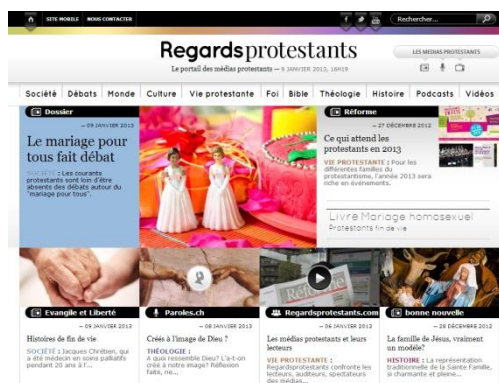 SITE MOBILE NOUS CONTACTER
Rechercher...
Regards protestants
LES MEDIAS PROTESTANTS
Le portail des médias protestants — 9 JANVIER 2013, 16H19
Société Débats Monde Culture Vie protestante Foi Bible Théologie Histoire Podcasts Vidéos
Dossier
— 09 JANVIER 2013
Le mariage pour
tous fait débat
SOCIÉTÉ : Les courants
protestants sont loin d'être
absents des débats autour du
"mariage pour tous".
Réforme
— 27 DÉCEMBRE 2012
Ce qui attend les
protestants en 2013
VIE PROTESTANTE : Pour les
différentes familles du
protestantisme, l'année 2013 sera
riche en événements.
Livre Mariage homosexuel
Protestants fin de vie
Evangile et Liberté
— 09 JANVIER 2013
Histoires de fin de vie
SOCIÉTÉ : Jacques Chrétien, qui
a été médecin en soins palliatifs
pendant 20 ans à l'...
Paroles.ch
— 08 JANVIER 2013
Créés à l'image de Dieu ?
THÉOLOGIE :
A quoi ressemble Dieu? L'a-t-on
créé à notre image? Réflexion
faite, ne...
Réforme
Regardsprotestants.com
— 06 JANVIER 2013
Les médias protestants et leurs
lecteurs
VIE PROTESTANTE :
Regardsprotestants confronte les
lecteurs, auditeurs, spectateurs
des médias...
bonne nouvelle
— 28 DÉCEMBRE 2012
La famille de Jésus, vraiment
un modèle?
HISTOIRE : La représentation
traditionnelle de la Sainte Famille,
si charmante et pleine...